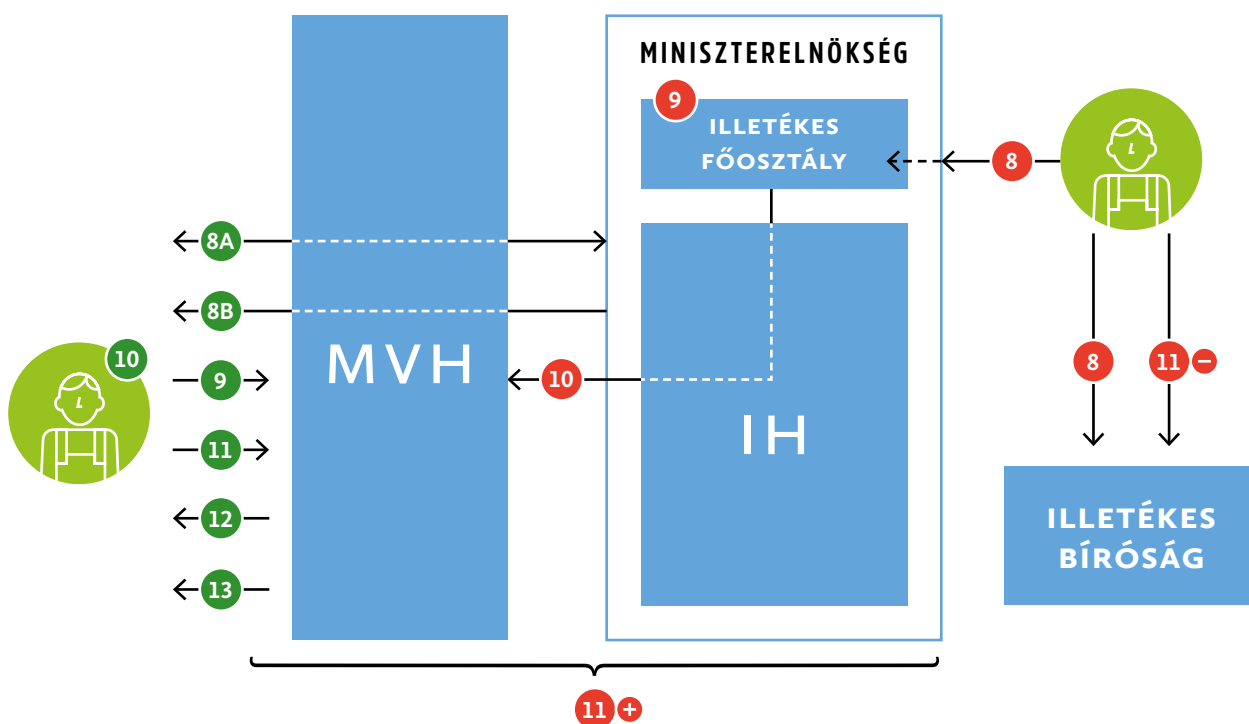 MINISZTERELNÖKSÉG
9
ILLETÉKES
FŐOSZTÁLY
8
8A
8B
10
9
MVH
10
IH
8
11 −
11
12
13
ILLETÉKES
BÍRÓSÁG
11 +